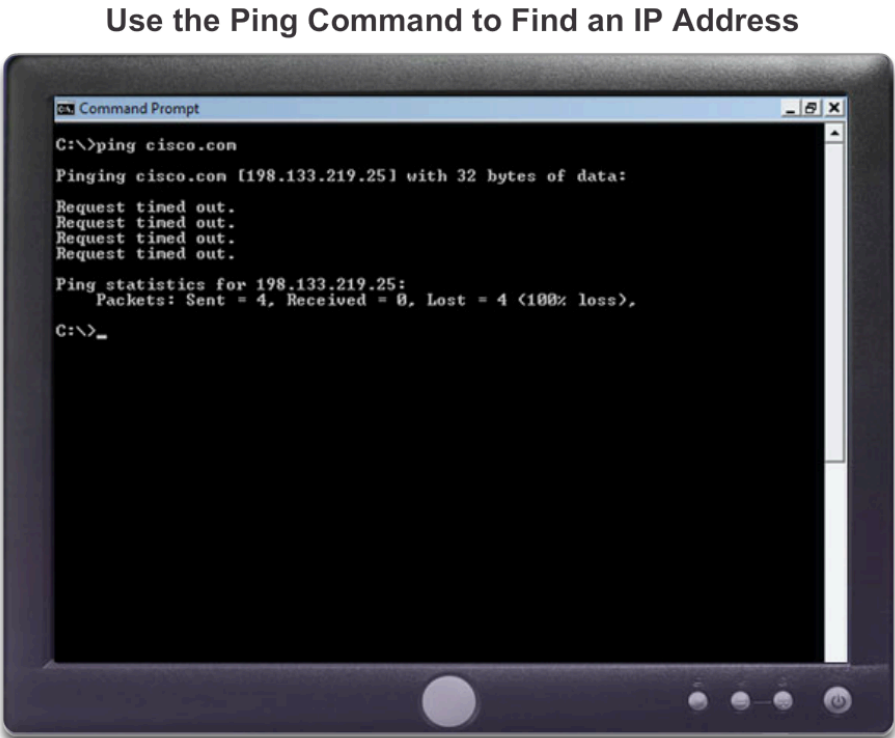 Use the Ping Command to Find an IP Address
C:\. Command Prompt
C:\>ping cisco.com
Pinging cisco.com [198.133.219.25] with 32 bytes of data:
Request timed out.
Request timed out.
Request timed out.
Request timed out.
Ping statistics for 198.133.219.25:
Packets: Sent = 4, Received = 0, Lost = 4 (100% loss),
C:\>_